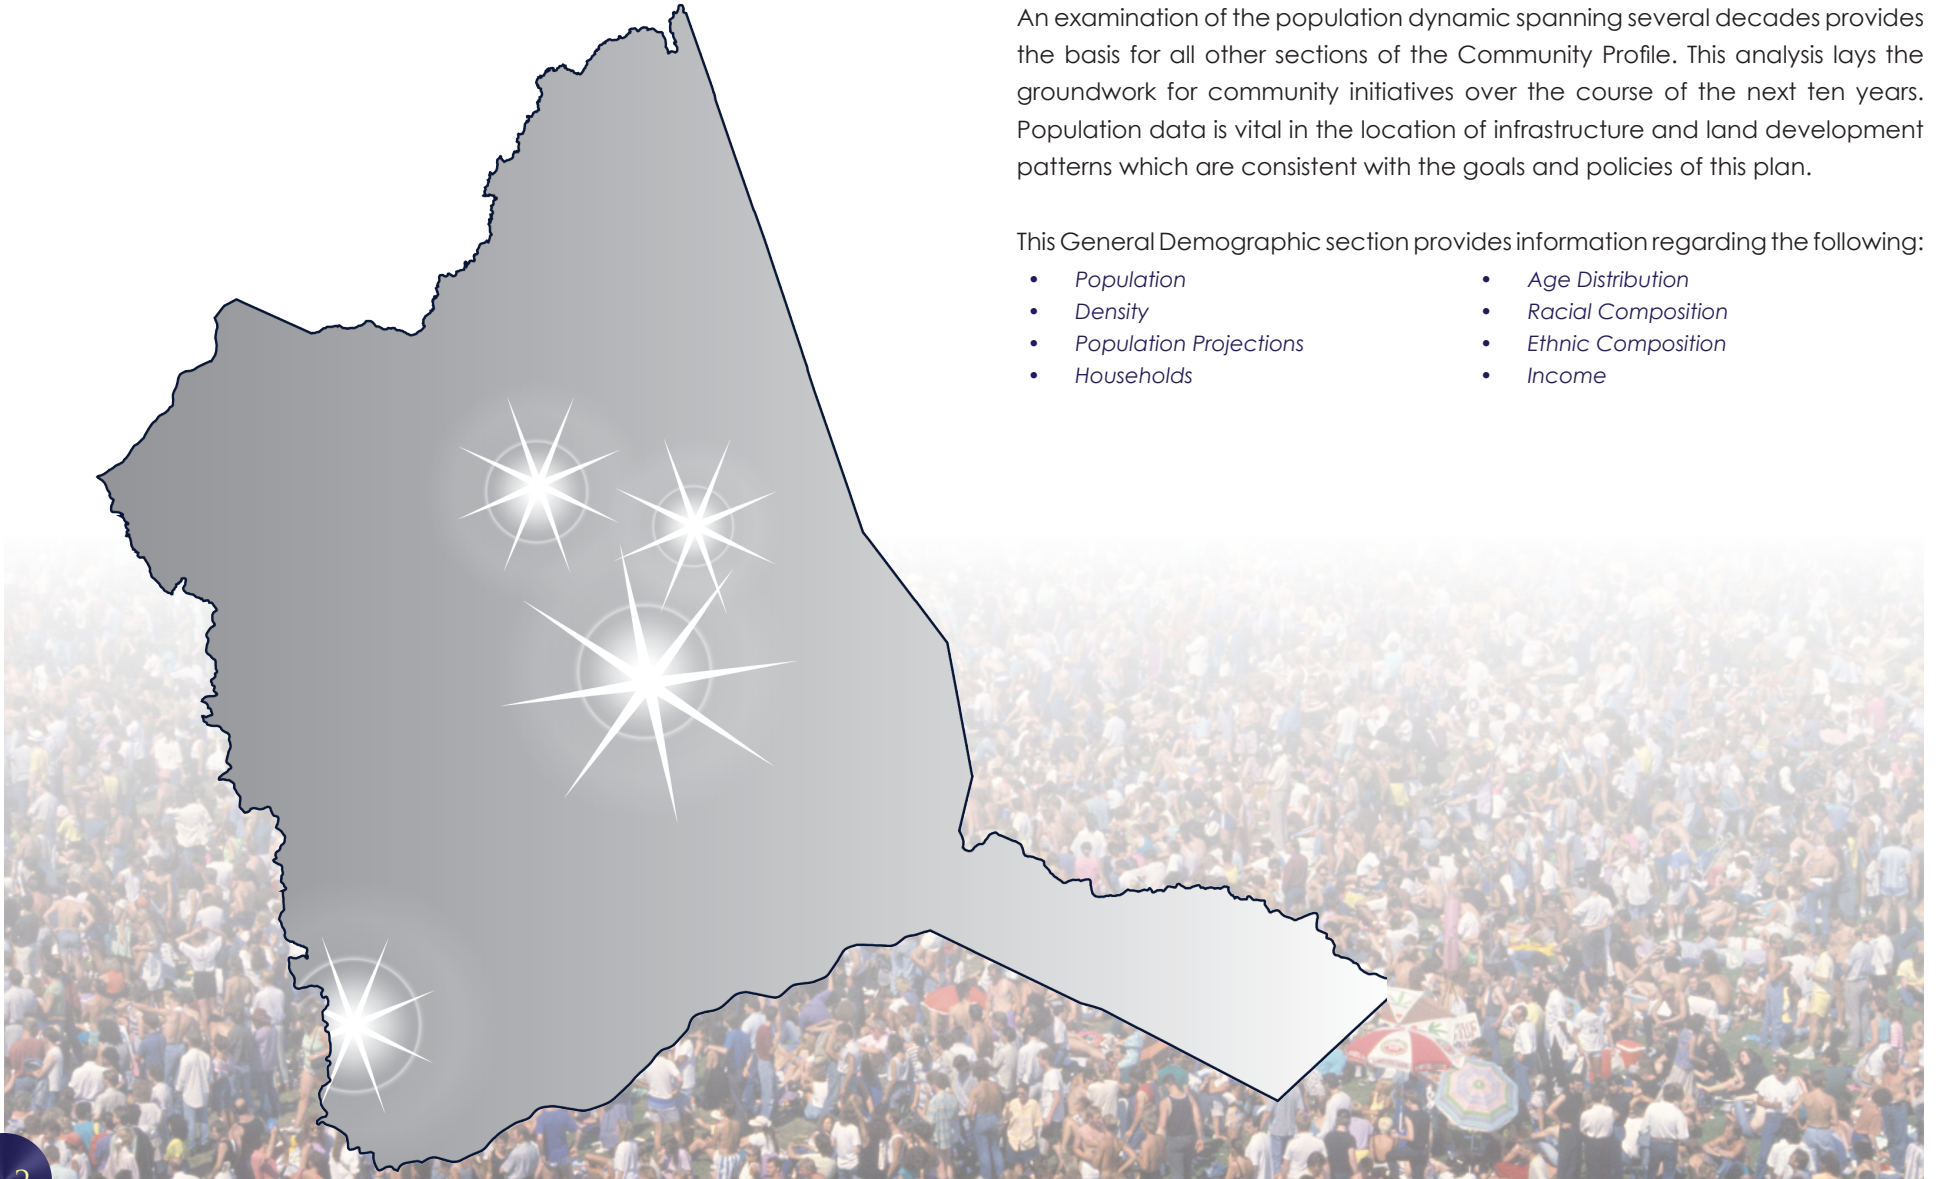 An examination of the population dynamic spanning several decades provides
the basis for all other sections of the Community Profile. This analysis lays the
groundwork for community initiatives over the course of the next ten years.
Population data is vital in the location of infrastructure and land development
patterns which are consistent with the goals and policies of this plan.
This General Demographic section provides information regarding the following:
• Population
• Density
• Population Projections
• Households
• Age Distribution
• Racial Composition
• Ethnic Composition
• Income